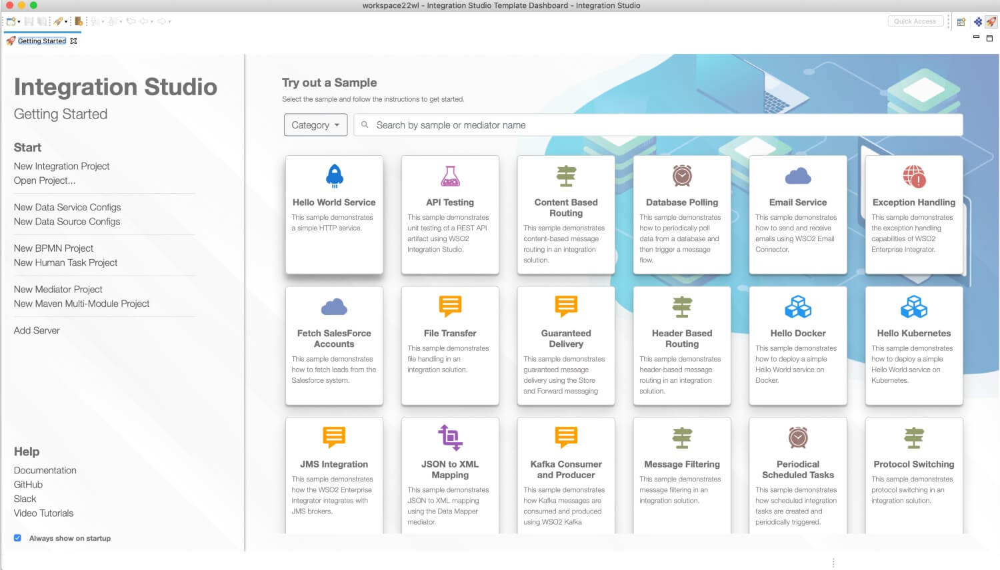 workspace22wl - Integration Studio Template Dashboard - Integration Studio
Quick Access
Getting Started
Integration Studio
Getting Started
Start
New Integration Project
Open Project...
New Data Service Configs
New Data Source Configs
New BPMN Project
New Human Task Project
New Mediator Project
New Maven Multi-Module Project
Add Server
Help
Documentation
GitHub
Slack
Video Tutorials
Always show on startup
Try out a Sample
Select the sample and follow the instructions to get started.
Category
Search by sample or mediator name
Hello World Service
This sample demonstrates
a simple HTTP service.
API Testing
This sample demonstrates
unit testing of a REST API
artifact using WSO2
Integration Studio.
Content Based
Routing
This sample demonstrates
content-based message
routing in an integration
solution.
Database Polling
This sample demonstrates
how to periodically poll
data from a database and
then trigger a message
flow.
Email Service
This sample demonstrates
how to send and receive
emails using WSO2 Email
Connector.
Exception Handling
This sample demonstrates
the exception handling
capabilities of WSO2
Enterprise Integrator.
Fetch SalesForce
Accounts
This sample demonstrates
how to fetch leads from the
Salesforce system.
File Transfer
This sample demonstrates
file handling in an
integration solution.
Guaranteed
Delivery
This sample demonstrates
guaranteed message
delivery using the Store
and Forward messaging
Header Based
Routing
This sample demonstrates
header-based message
routing in an integration
solution.
Hello Docker
This sample demonstrates
how to deploy a simple
Hello World service on
Docker.
Hello Kubernetes
This sample demonstrates
how to deploy a simple
Hello World service on
Kubernetes.
JMS Integration
This sample demonstrates
how the WSO2 Enterprise
Integrator integrates with
JMS brokers.
JSON to XML
Mapping
This sample demonstrates
JSON to XML mapping
using the Data Mapper
mediator.
Kafka Consumer
and Producer
This sample demonstrates
how Kafka messages are
consumed and produced
using WSO2 Kafka
Message Filtering
This sample demonstrates
message filtering in an
integration solution.
Periodical
Scheduled Tasks
This sample demonstrates
how scheduled integration
tasks are created and
periodically triggered.
Protocol Switching
This sample demonstrates
protocol switching in an
integration solution.